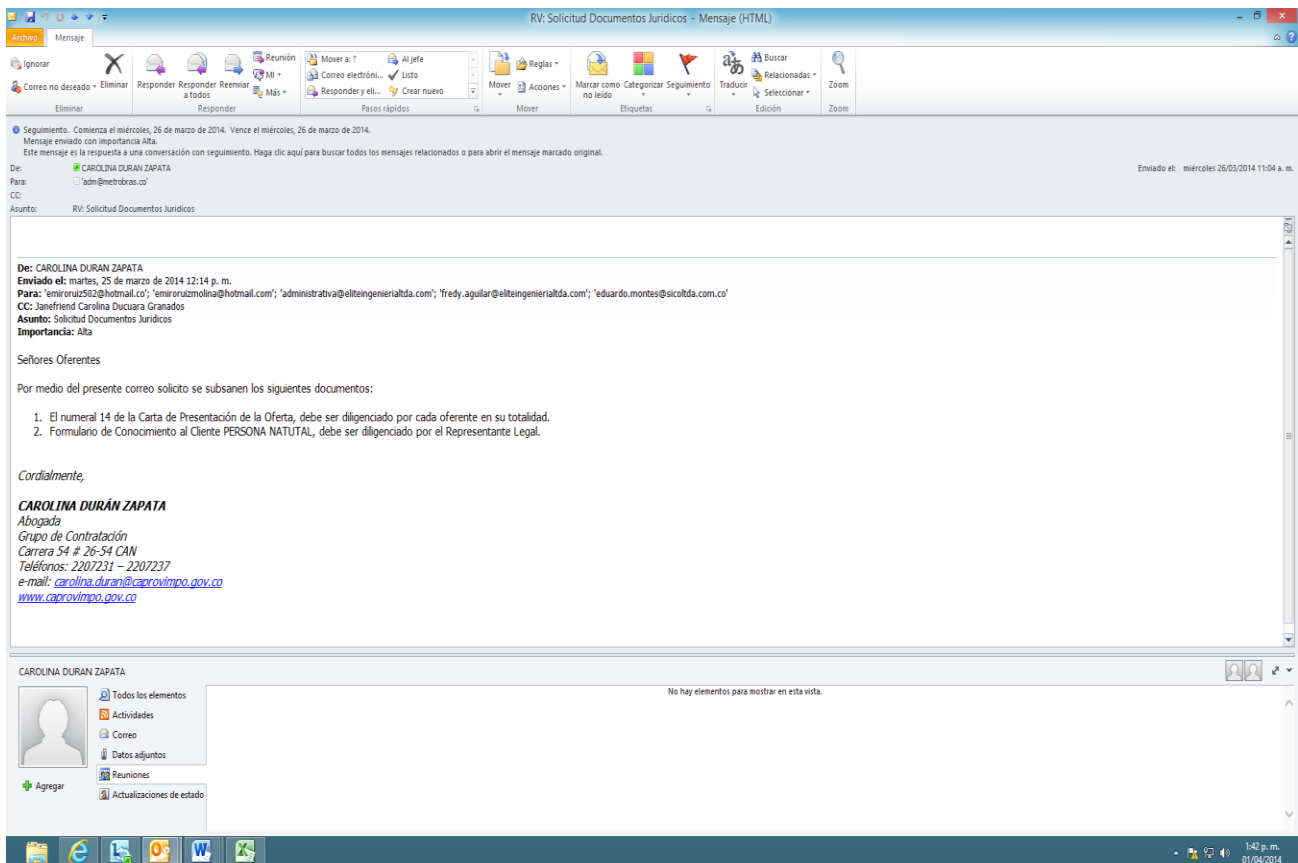 RV: Solicitud Documentos Juridicos - Mensaje (HTML)
Archivo Mensaje
Ignorar
Correo no deseado
Eliminar
Eliminar
Responder
Responder a todos
Reenviar
Reunión
MI
Más
Responder
Mover a: ?
Correo electróni...
Responder y eli...
Al jefe
Listo
Crear nuevo
Pasos rápidos
Mover
Reglas
Acciones
Mover
Marcar como no leído
Categorizar
Seguimiento
Etiquetas
Traducir
Buscar
Relacionadas
Seleccionar
Edición
Zoom
Zoom
Seguimiento. Comienza el miércoles, 26 de marzo de 2014. Vence el miércoles, 26 de marzo de 2014.
Mensaje enviado con importancia Alta.
Este mensaje es la respuesta a una conversación con seguimiento. Haga clic aquí para buscar todos los mensajes relacionados o para abrir el mensaje marcado original.
De: CAROLINA DURAN ZAPATA Enviado el: miércoles 26/03/2014 11:04 a. m.
Para: 'adm@metrobras.co'
CC:
Asunto: RV: Solicitud Documentos Juridicos
De: CAROLINA DURAN ZAPATA
Enviado el: martes, 25 de marzo de 2014 12:14 p. m.
Para: 'emiroruiz502@hotmail.co'; 'emiroruizmolina@hotmail.com'; 'administrativa@eliteingenierialtda.com'; 'fredy.aguilar@eliteingenierialtda.com'; 'eduardo.montes@sicoltda.com.co'
CC: Janefriend Carolina Ducuara Granados
Asunto: Solicitud Documentos Juridicos
Importancia: Alta
Señores Oferentes
Por medio del presente correo solicito se subsanen los siguientes documentos:
1. El numeral 14 de la Carta de Presentación de la Oferta, debe ser diligenciado por cada oferente en su totalidad.
2. Formulario de Conocimiento al Cliente PERSONA NATUTAL, debe ser diligenciado por el Representante Legal.
Cordialmente,
CAROLINA DURÁN ZAPATA
Abogada
Grupo de Contratación
Carrera 54 # 26-54 CAN
Teléfonos: 2207231 – 2207237
e-mail: carolina.duran@caprovimpo.gov.co
www.caprovimpo.gov.co
CAROLINA DURAN ZAPATA
Todos los elementos
Actividades
Correo
Datos adjuntos
Reuniones
Actualizaciones de estado
Agregar
No hay elementos para mostrar en esta vista.
1:42 p. m.
01/04/2014